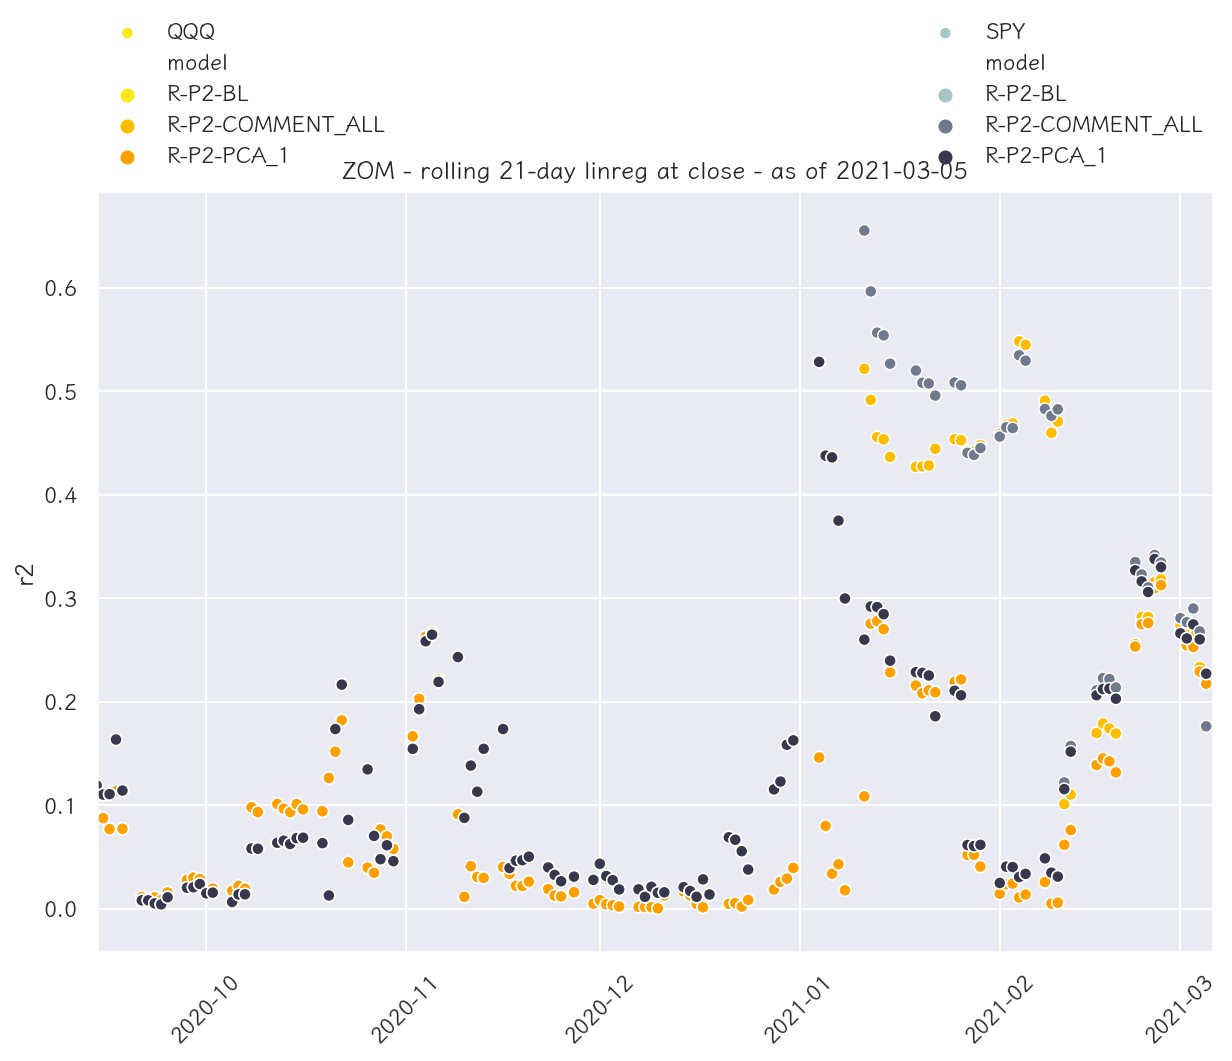 QQQ
model
R-P2-BL
R-P2-COMMENT_ALL
R-P2-PCA_1
SPY
model
R-P2-BL
R-P2-COMMENT_ALL
R-P2-PCA_1
ZOM - rolling 21-day linreg at close - as of 2021-03-05
r2
0.6
0.5
0.4
0.3
0.2
0.1
0.0
2020-10
2020-11
2020-12
2021-01
2021-02
2021-03